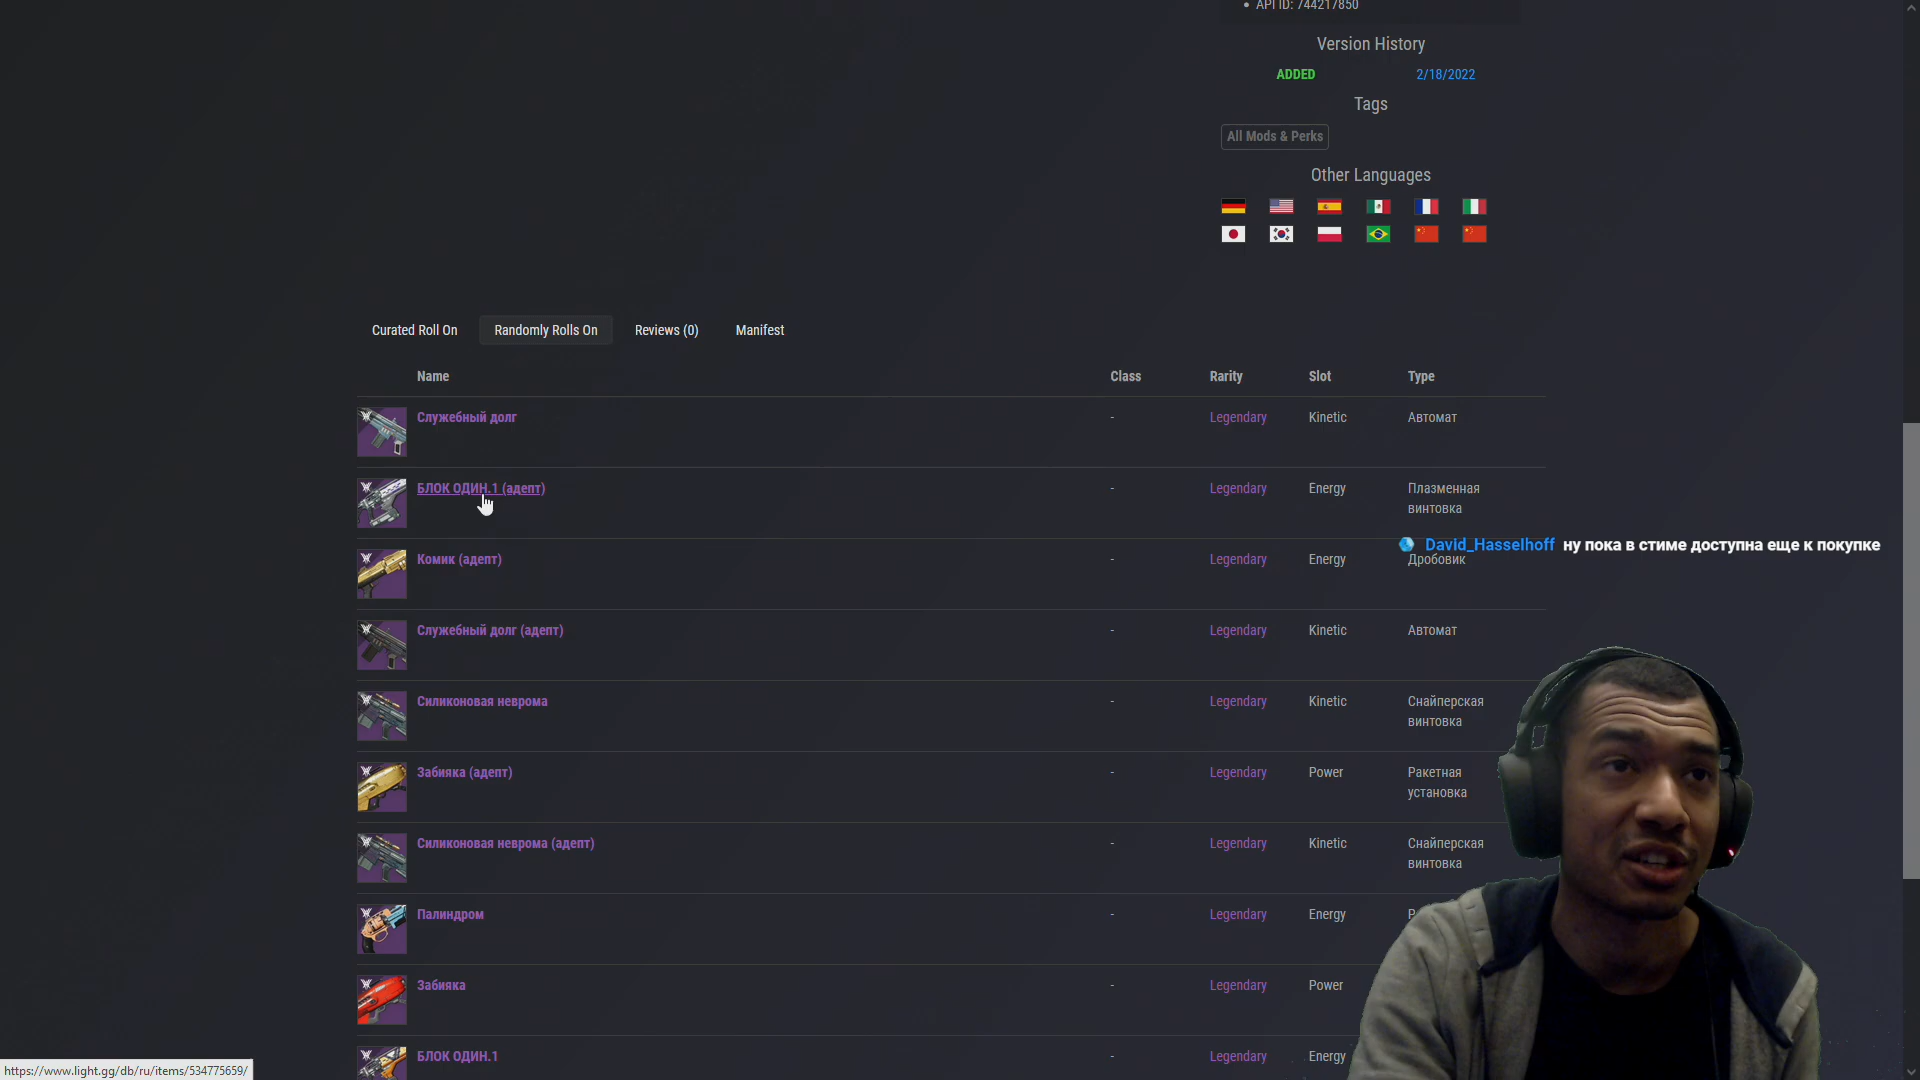 API ID: 744217850
Version History
ADDED 2/18/2022
Tags
All Mods & Perks
Other Languages
Curated Roll On Randomly Rolls On Reviews (0) Manifest
Name Class Rarity Slot Type
Служебный долг - Legendary Kinetic Автомат
БЛОК ОДИН.1 (адепт) - Legendary Energy Плазменная
винтовка
David_Hasselhoff ну пока в стиме доступна еще к покупке
Комик (адепт) - Legendary Energy Дробовик
Служебный долг (адепт) - Legendary Kinetic Автомат
Силиконовая неврома - Legendary Kinetic Снайперская
винтовка
Забияка (адепт) - Legendary Power Ракетная
установка
Силиконовая неврома (адепт) - Legendary Kinetic Снайперская
винтовка
Палиндром - Legendary Energy
Забияка - Legendary Power
БЛОК ОДИН.1 - Legendary Energy
https://www.light.gg/db/ru/items/534775659/